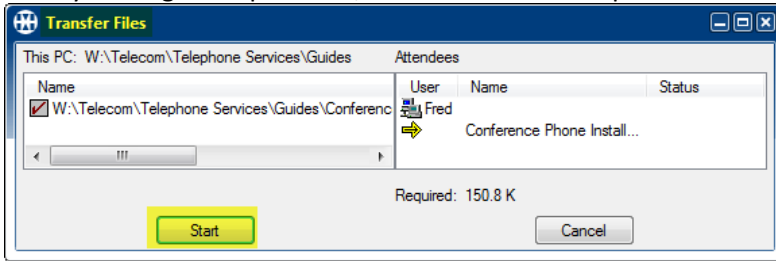 Transfer Files
This PC: W:\Telecom\Telephone Services\Guides Attendees
Name User Name Status
W:\Telecom\Telephone Services\Guides\Conferenc Fred
Conference Phone Install...
Required: 150.8 K
Start Cancel